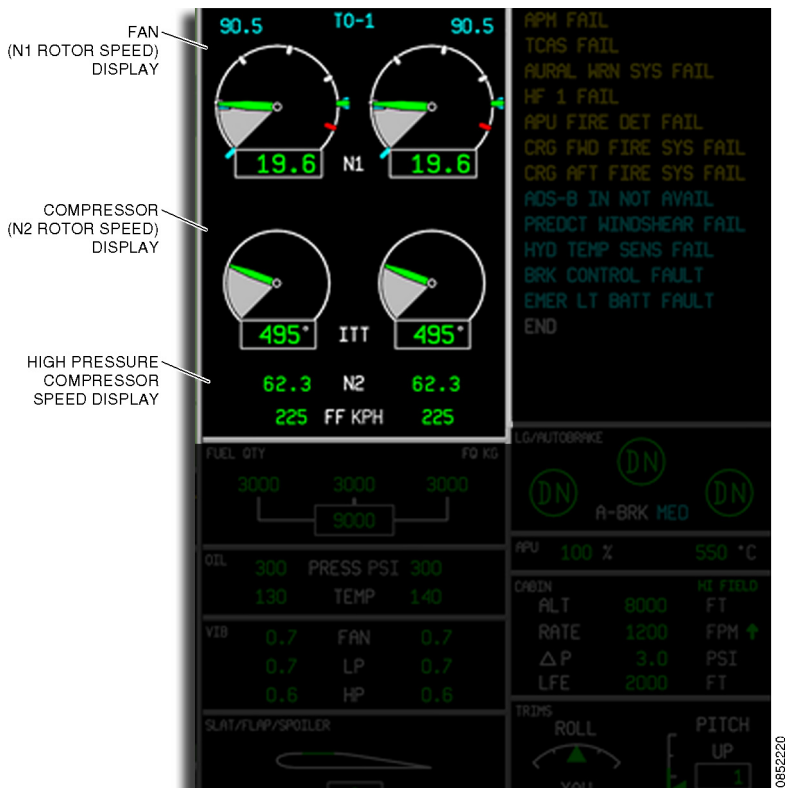 FAN
(N1 ROTOR SPEED)
DISPLAY
COMPRESSOR
(N2 ROTOR SPEED)
DISPLAY
HIGH PRESSURE
COMPRESSOR
SPEED DISPLAY
90.5 TO-1 90.5
19.6 N1 19.6
495° ITT 495°
62.3 N2 62.3
225 FF KPH 225
APM FAIL
TCAS FAIL
AURAL WRN SYS FAIL
HF 1 FAIL
APU FIRE DET FAIL
CRG FWD FIRE SYS FAIL
CRG AFT FIRE SYS FAIL
ADS-B IN NOT AVAIL
PREDCT WINDSHEAR FAIL
HYD TEMP SENS FAIL
BRK CONTROL FAULT
EMER LT BATT FAULT
END
FUEL QTY FQ KG
3000 3000 3000
9000
OIL 300 PRESS PSI 300
130 TEMP 140
VIB 0.7 FAN 0.7
0.7 LP 0.7
0.6 HP 0.6
SLAT/FLAP/SPOILER
LG/AUTOBRAKE
DN
DN DN
A-BRK MED
APU 100 % 550 °C
CABIN HI FIELD
ALT 8000 FT
RATE 1200 FPM
ΔP 3.0 PSI
LFE 2000 FT
TRIMS
ROLL PITCH
UP
1
0852220